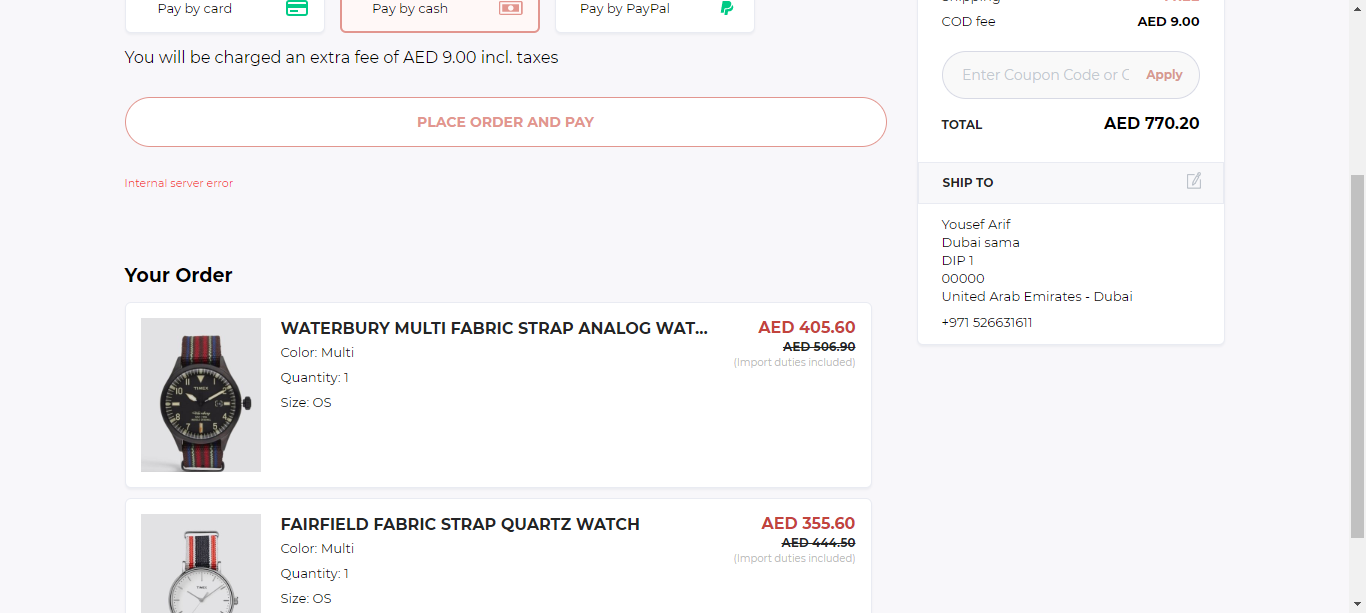 Pay by card
Pay by cash
Pay by PayPal
You will be charged an extra fee of AED 9.00 incl. taxes
PLACE ORDER AND PAY
Internal server error
Your Order
WATERBURY MULTI FABRIC STRAP ANALOG WAT...
Color: Multi
Quantity: 1
Size: OS
AED 405.60
AED 506.90
(Import duties included)
TIMEX
FAIRFIELD FABRIC STRAP QUARTZ WATCH
Color: Multi
Quantity: 1
Size: OS
AED 355.60
AED 444.50
(Import duties included)
TIMEX
COD fee AED 9.00
Enter Coupon Code or C Apply
TOTAL AED 770.20
SHIP TO
Yousef Arif
Dubai sama
DIP 1
00000
United Arab Emirates - Dubai
+971 526631611